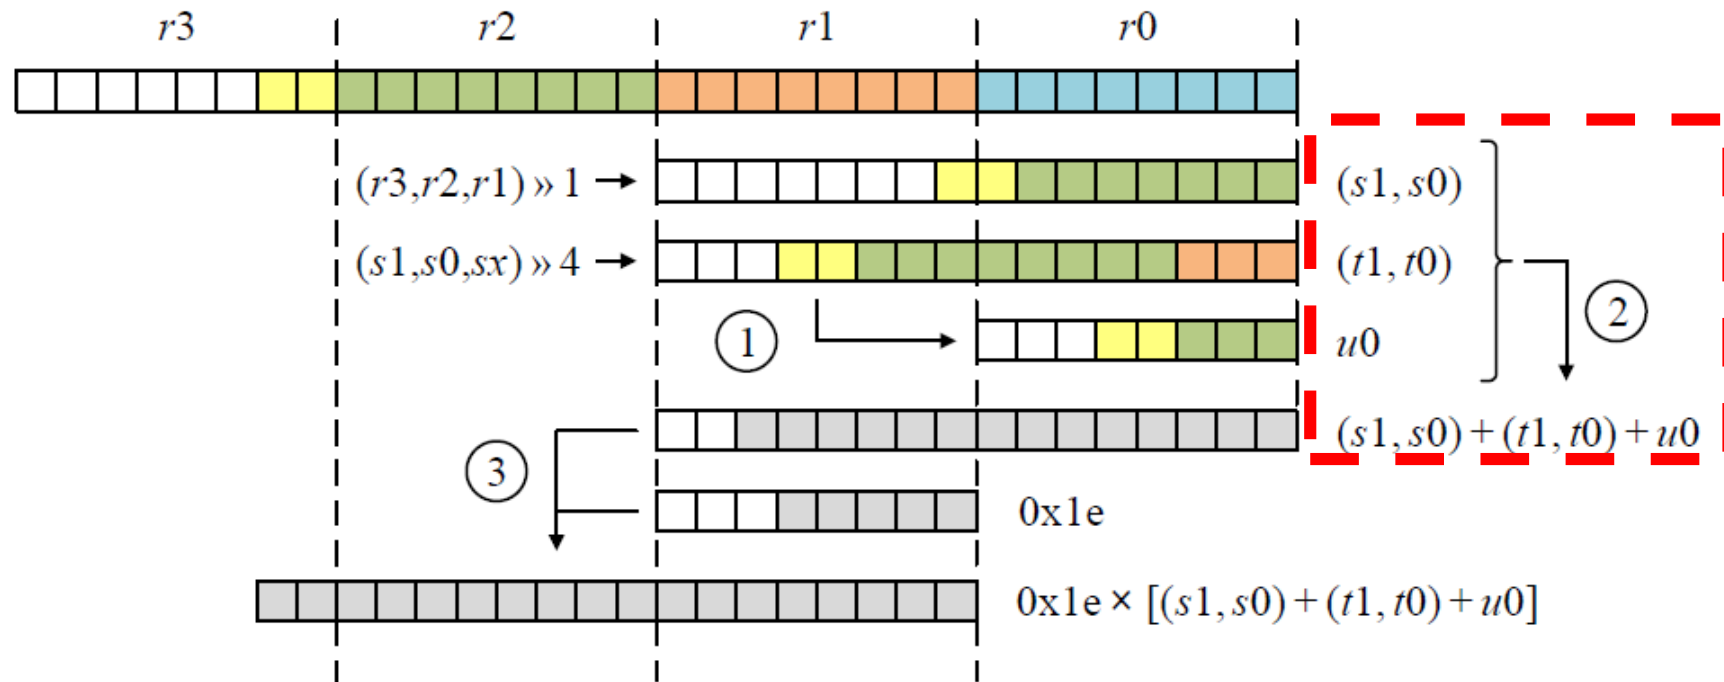 r3 r2 r1 r0
(r3,r2,r1) » 1 (s1, s0)
(s1,s0,sx) » 4 (t1, t0)
1 u0 2
(s1, s0) + (t1, t0) + u0
3
0x1e
0x1e × [(s1, s0) + (t1, t0) + u0]